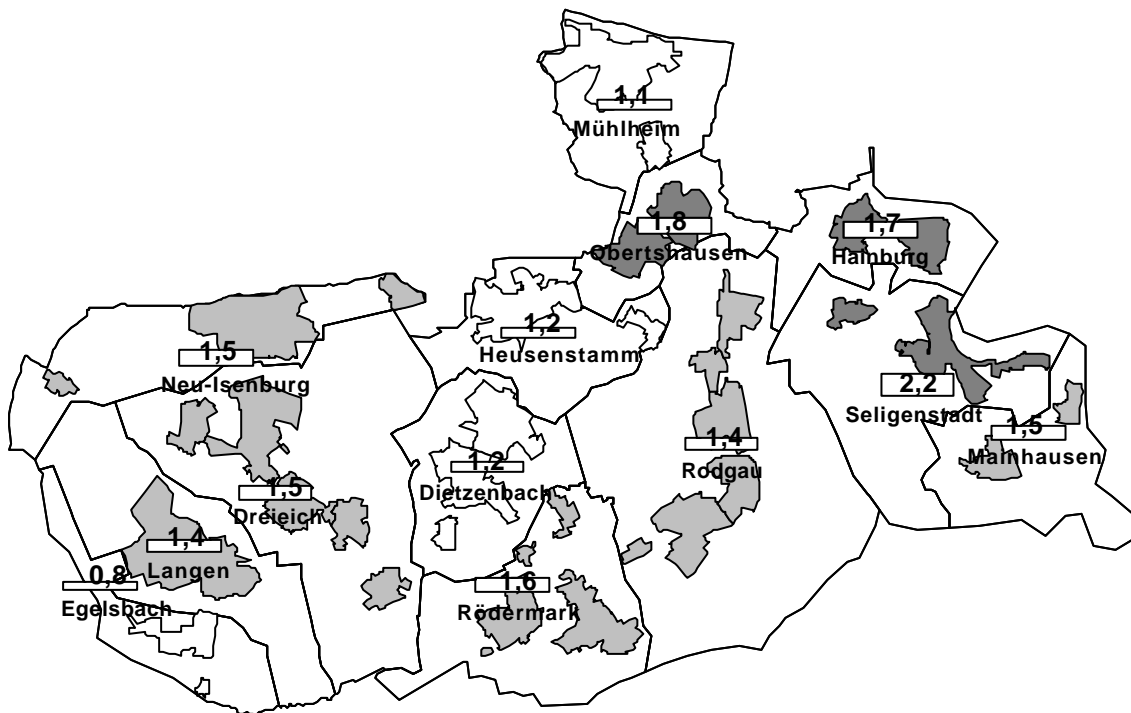 1,1
Mühlheim
1,8
Obertshausen
1,7
Hainburg
1,2
Heusenstamm
1,5
Neu-Isenburg
2,2
Seligenstadt
1,5
Mainhausen
1,4
Rodgau
1,2
Dietzenbach
1,5
Dreieich
1,4
Langen
0,8
Egelsbach
1,6
Rödermark